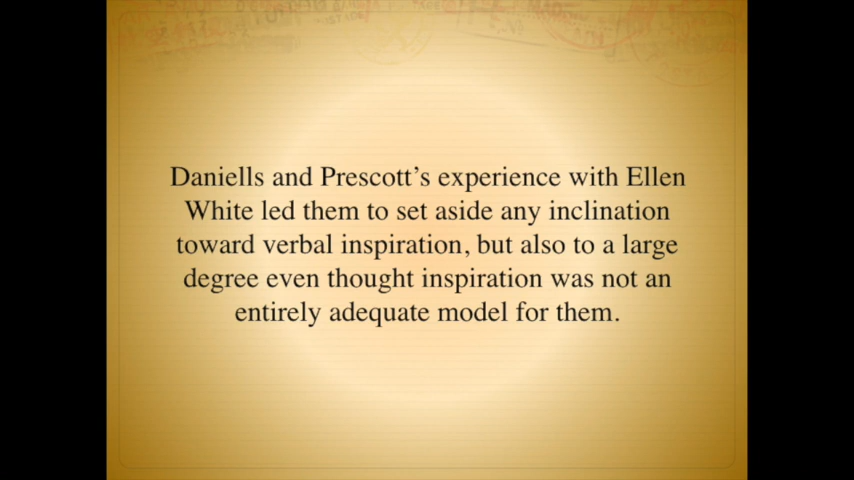 Daniells and Prescott’s experience with Ellen
White led them to set aside any inclination
toward verbal inspiration, but also to a large
degree even thought inspiration was not an
entirely adequate model for them.